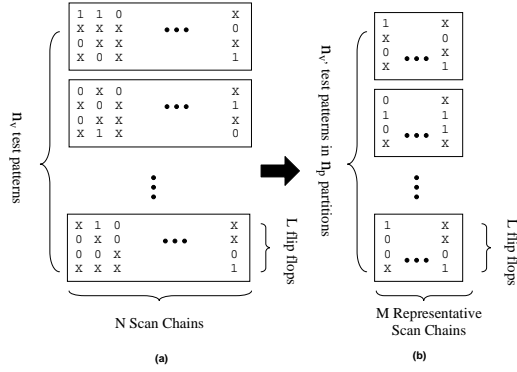 1 1 0 X
X X X 0
0 X X X
X 0 X 1
0 X 0 X
X X X 1
0 X X X
X 1 X 0
X 1 0 X
0 X 0 X
0 0 X 0
X X X 1
n_v test patterns
L flip flops
N Scan Chains
(a)
1 X
X 0
0 X
X 1
0 X
1 1
0 1
X X
1 X
0 X
X 0
0 1
n_v' test patterns in n_p partitions
L flip flops
M Representative
Scan Chains
(b)